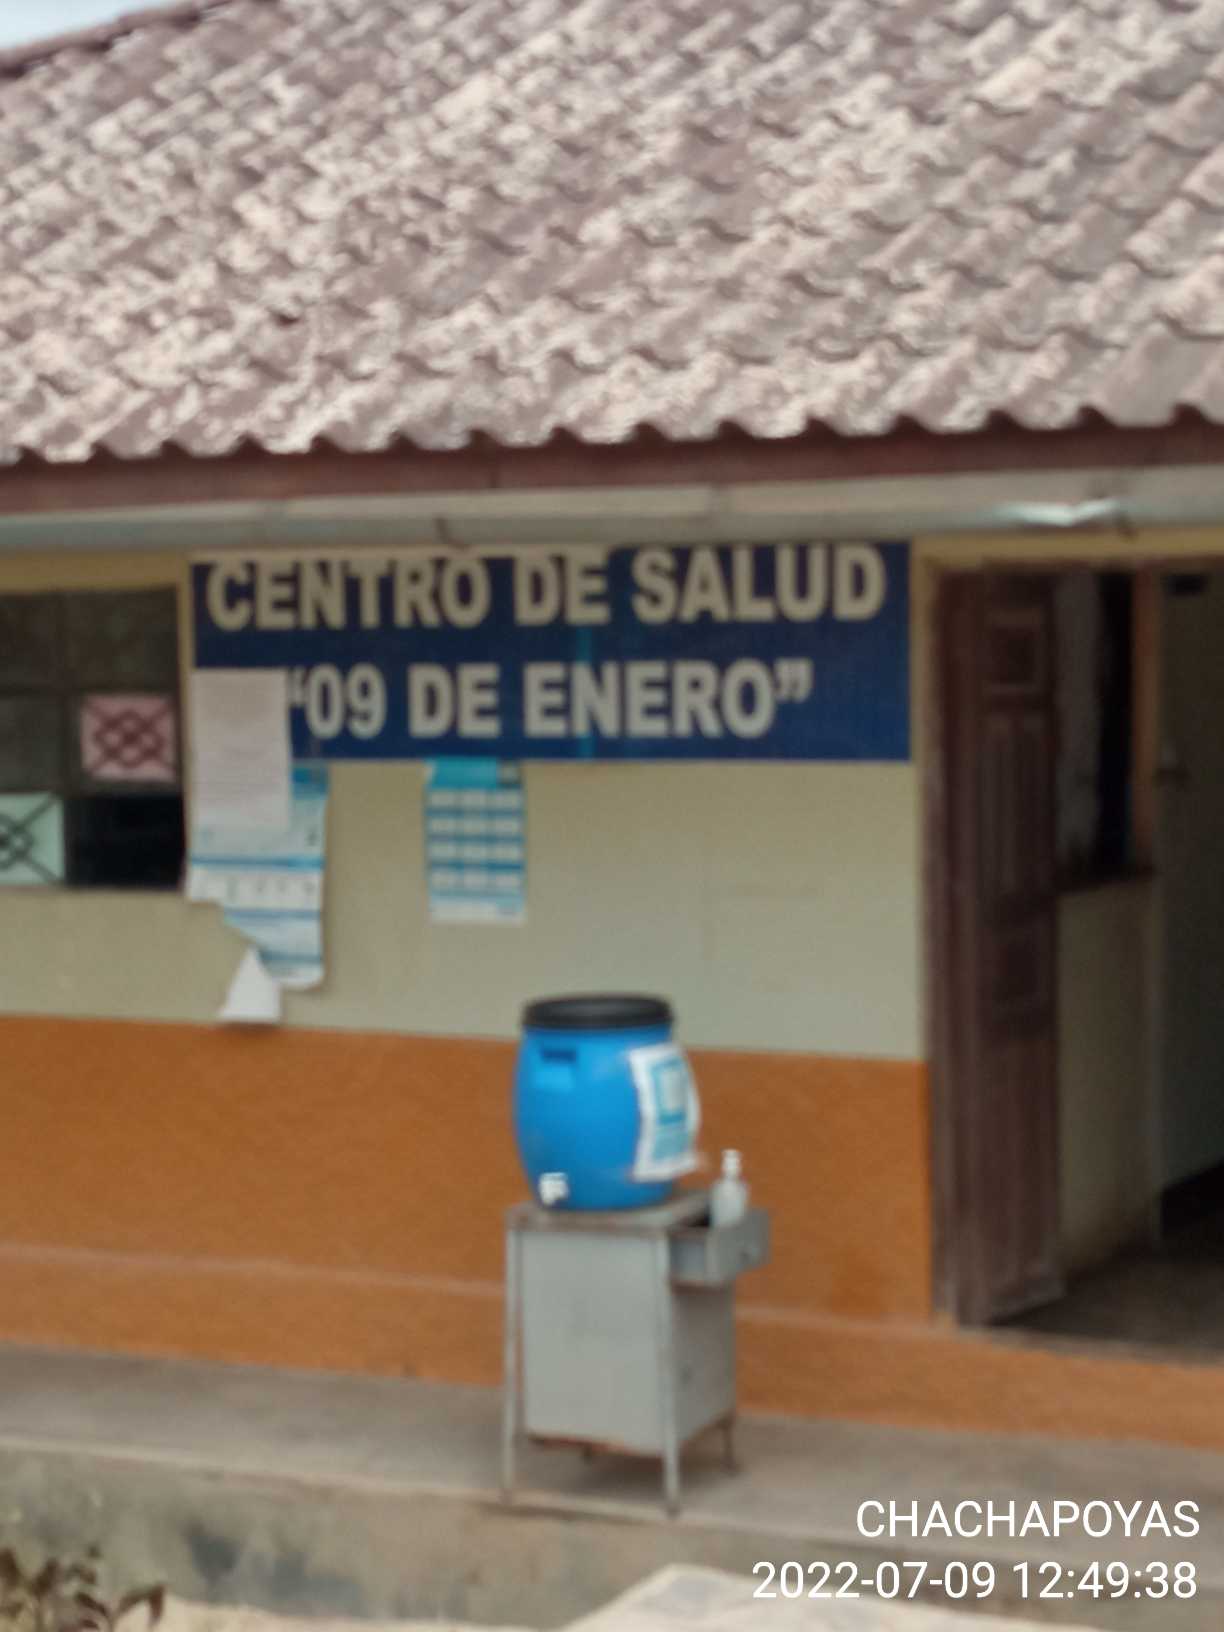 CENTRO DE SALUD
“09 DE ENERO”
CHACHAPOYAS
2022-07-09 12:49:38